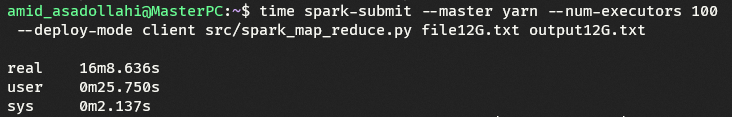 amid_asadollahi@MasterPC:~$ time spark-submit --master yarn --num-executors 100
--deploy-mode client src/spark_map_reduce.py file12G.txt output12G.txt
real 16m8.636s
user 0m25.750s
sys 0m2.137s